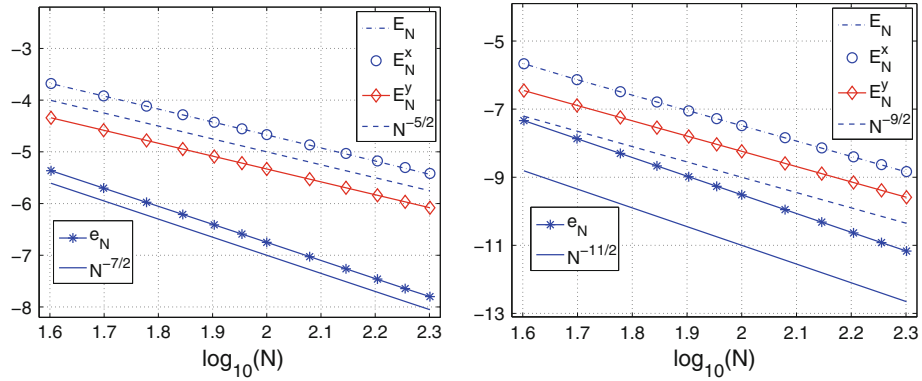 −3
−4
−5
−6
−7
−8
1.6 1.7 1.8 1.9 2 2.1 2.2 2.3
log₁₀(N)
E_N
E_N^x
E_N^y
N^{−5/2}
e_N
N^{−7/2}
−5
−7
−9
−11
−13
1.6 1.7 1.8 1.9 2 2.1 2.2 2.3
log₁₀(N)
E_N
E_N^x
E_N^y
N^{−9/2}
e_N
N^{−11/2}